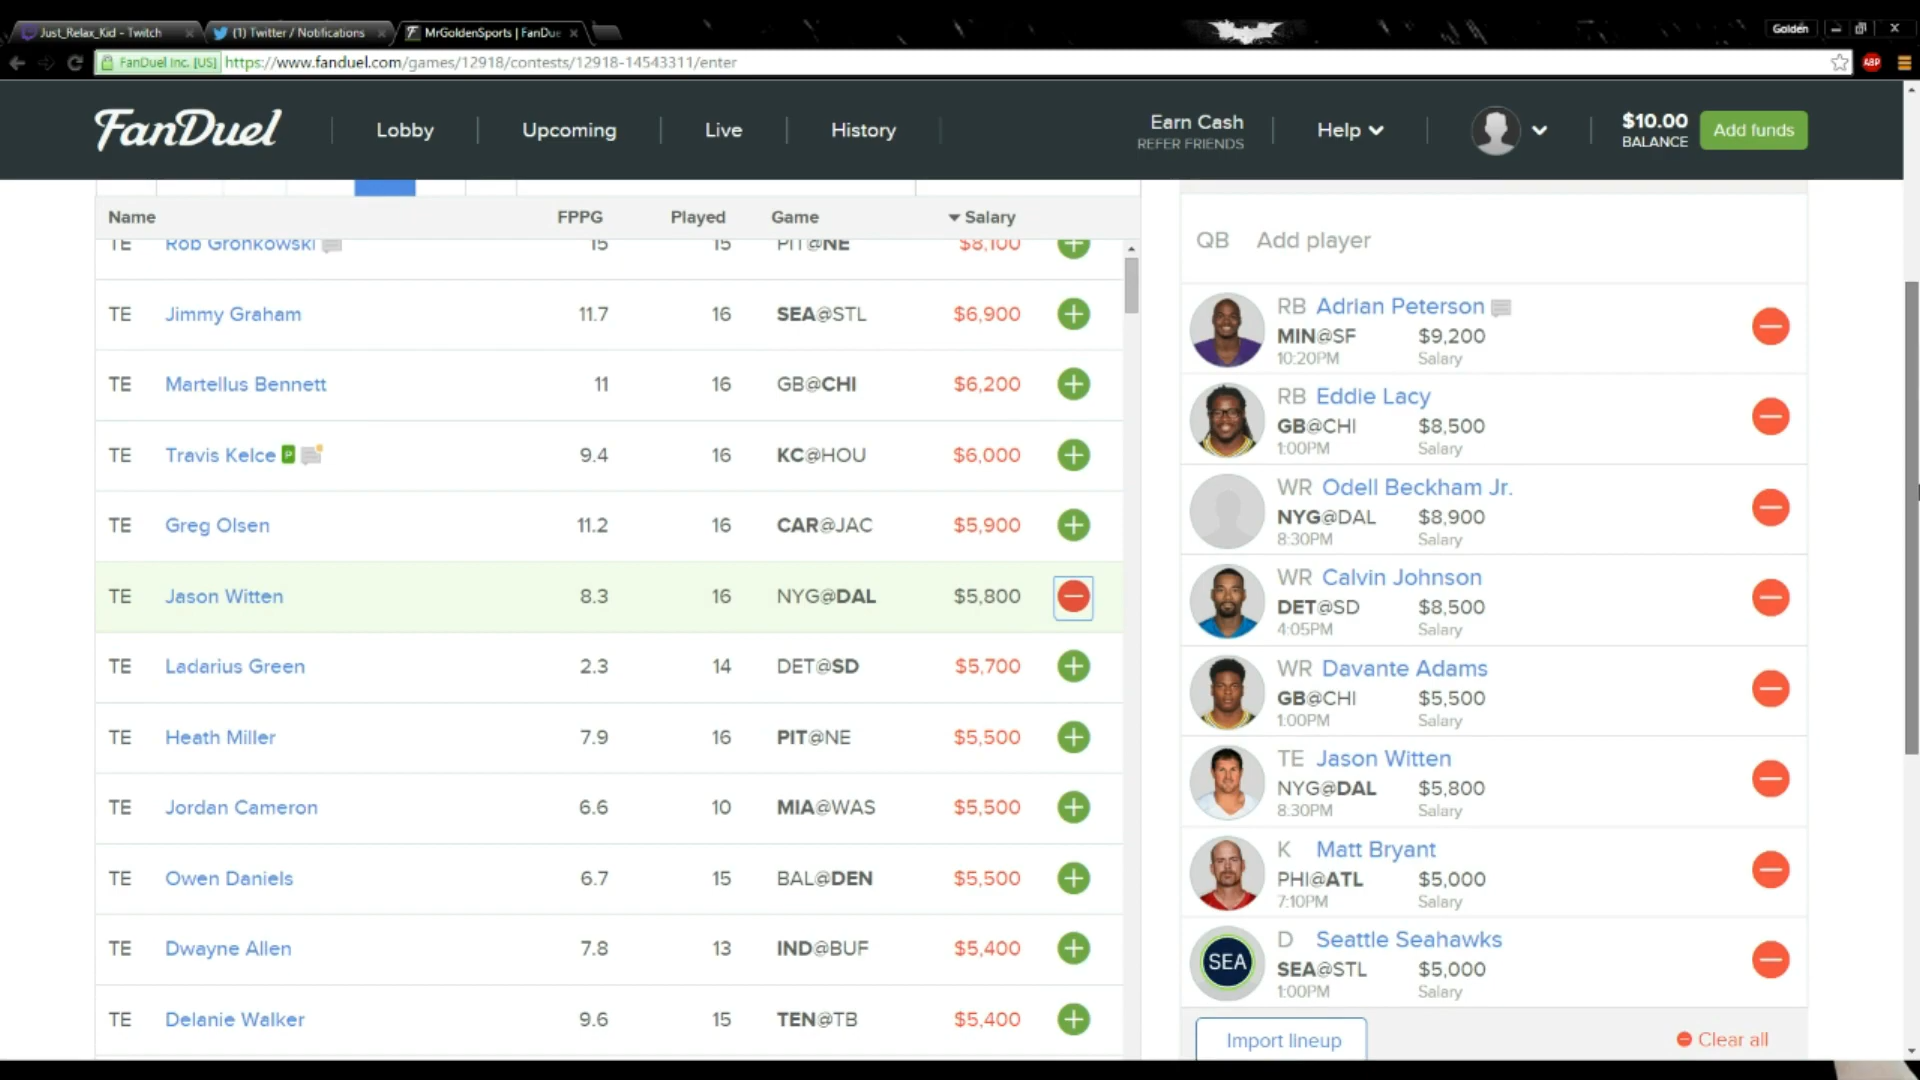 Just_Relax_Kid - Twitch
(1) Twitter / Notifications
MrGoldenSports | FanDue
Golden
FanDuel Inc. [US]
https://www.fanduel.com/games/12918/contests/12918-14543311/enter
ABP
FanDuel
Lobby
Upcoming
Live
History
Earn Cash
REFER FRIENDS
Help
$10.00
BALANCE
Add funds
Name FPPG Played Game Salary
TE Rob Gronkowski 15 15 PIT@NE $8,100
TE Jimmy Graham 11.7 16 SEA@STL $6,900
TE Martellus Bennett 11 16 GB@CHI $6,200
TE Travis Kelce P 9.4 16 KC@HOU $6,000
TE Greg Olsen 11.2 16 CAR@JAC $5,900
TE Jason Witten 8.3 16 NYG@DAL $5,800
TE Ladarius Green 2.3 14 DET@SD $5,700
TE Heath Miller 7.9 16 PIT@NE $5,500
TE Jordan Cameron 6.6 10 MIA@WAS $5,500
TE Owen Daniels 6.7 15 BAL@DEN $5,500
TE Dwayne Allen 7.8 13 IND@BUF $5,400
TE Delanie Walker 9.6 15 TEN@TB $5,400
QB Add player
RB Adrian Peterson
MIN@SF $9,200
10:20PM Salary
RB Eddie Lacy
GB@CHI $8,500
1:00PM Salary
WR Odell Beckham Jr.
NYG@DAL $8,900
8:30PM Salary
WR Calvin Johnson
DET@SD $8,500
4:05PM Salary
WR Davante Adams
GB@CHI $5,500
1:00PM Salary
TE Jason Witten
NYG@DAL $5,800
8:30PM Salary
K Matt Bryant
PHI@ATL $5,000
7:10PM Salary
SEA
D Seattle Seahawks
SEA@STL $5,000
1:00PM Salary
Import lineup
Clear all